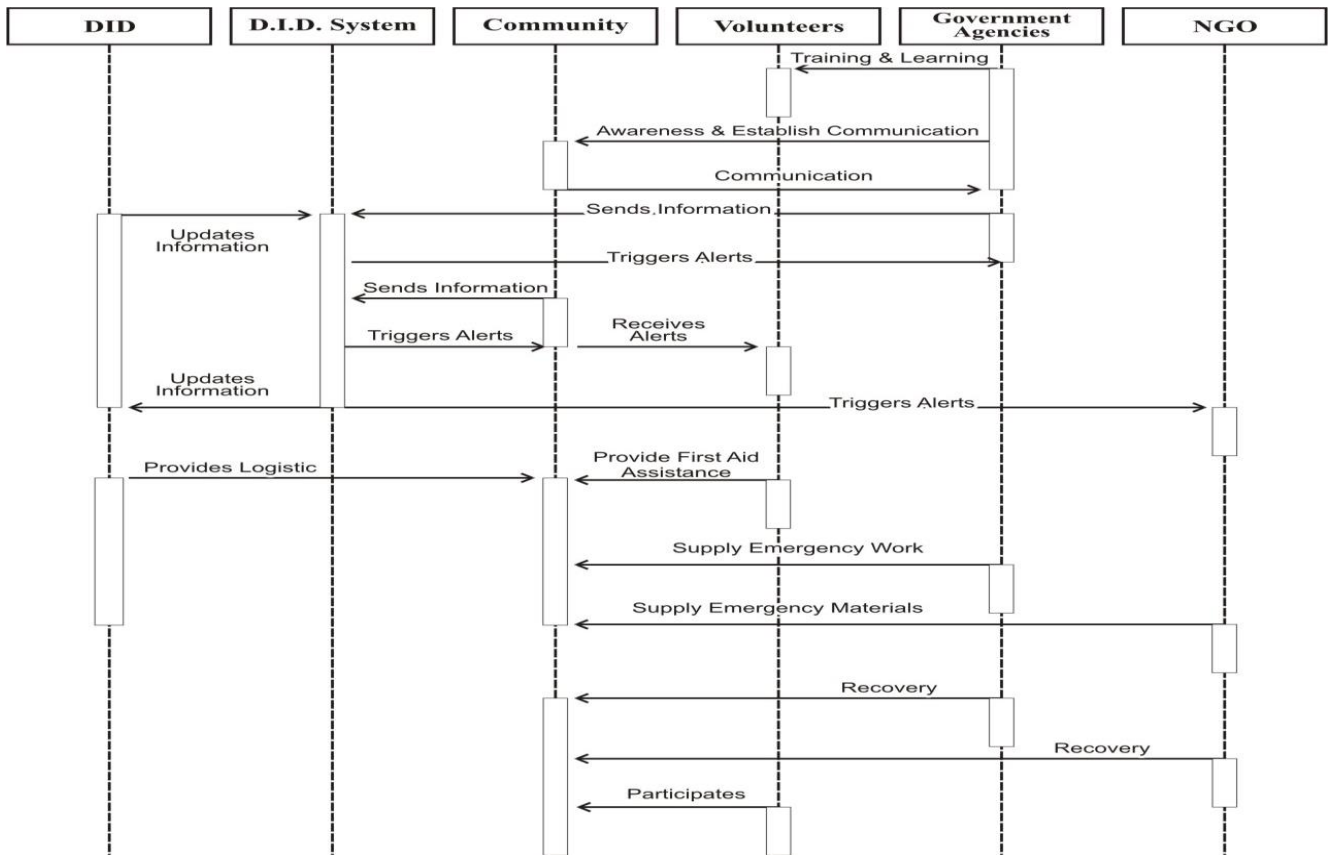 DID
D.I.D. System
Community
Volunteers
Government
Agencies
NGO
Training & Learning
Awareness & Establish Communication
Communication
Sends Information
Updates
Information
Triggers Alerts
Sends Information
Triggers Alerts
Receives
Alerts
Updates
Information
Triggers Alerts
Provides Logistic
Provide First Aid
Assistance
Supply Emergency Work
Supply Emergency Materials
Recovery
Recovery
Participates